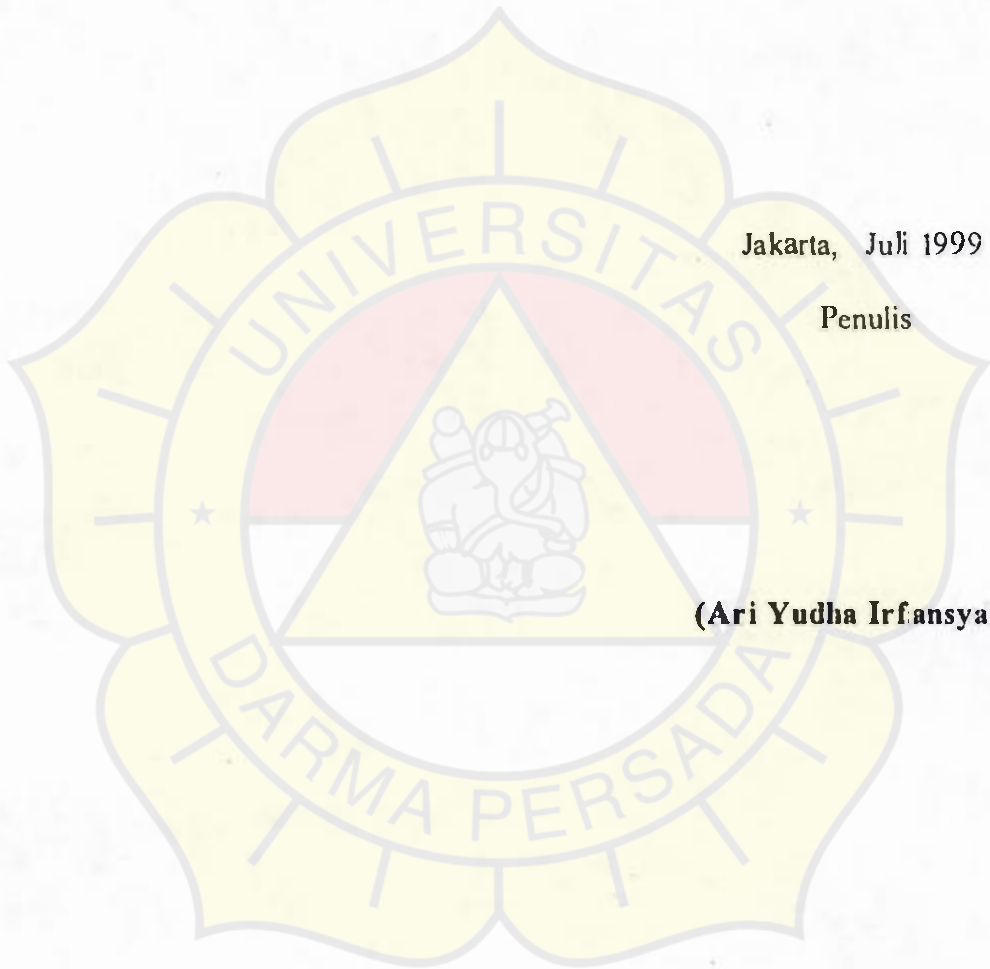 Jakarta, Juli 1999
Penulis
(Ari Yudha Irfansya
UNIVERSITAS
DARMA PERSADA